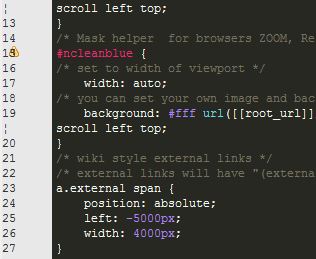 scroll left top;
13 }
14 /* Mask helper for browsers ZOOM, Re
15 #ncleanblue {
16 /* set to width of viewport */
17 width: auto;
18 /* you can set your own image and bac
19 background: #fff url([[root_url]]
scroll left top;
20 }
21 /* wiki style external links */
22 /* external links will have "(externa
23 a.external span {
24 position: absolute;
25 left: -5000px;
26 width: 4000px;
27 }